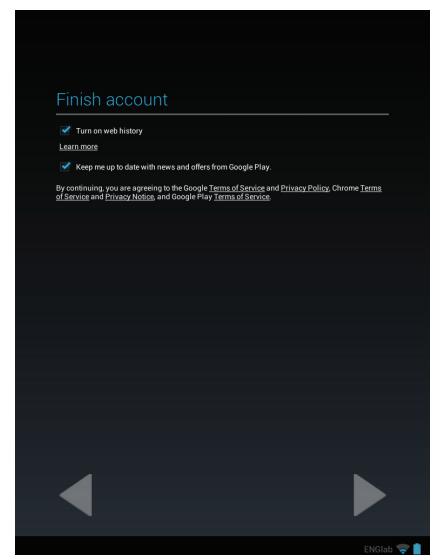 Finish account
Turn on web history
Learn more
Keep me up to date with news and offers from Google Play.
By continuing, you are agreeing to the Google Terms of Service and Privacy Policy, Chrome Terms
of Service and Privacy Notice, and Google Play Terms of Service.
ENGlab